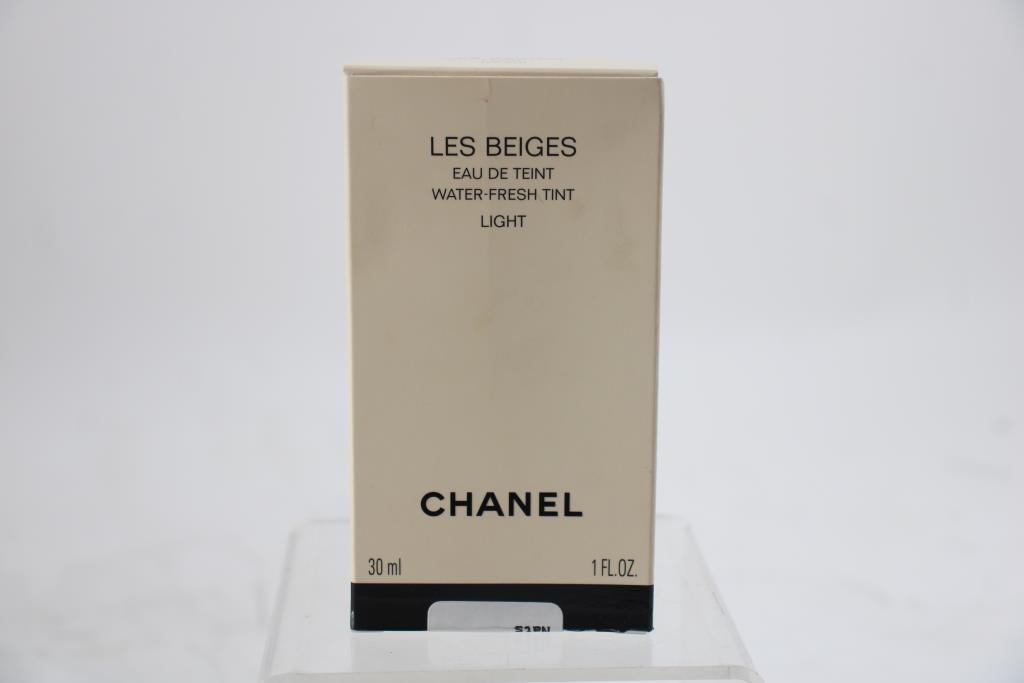 LES BEIGES
EAU DE TEINT
WATER-FRESH TINT
LIGHT
CHANEL
30 ml
1 FL.OZ.